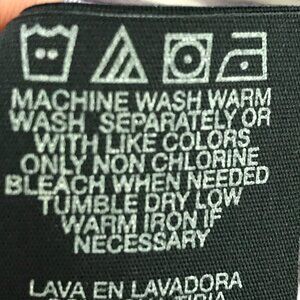 MACHINE WASH WARM
WASH SEPARATELY OR
WITH LIKE COLORS
ONLY NON CHLORINE
BLEACH WHEN NEEDED
TUMBLE DRY LOW
WARM IRON IF
NECESSARY
LAVA EN LAVADORA